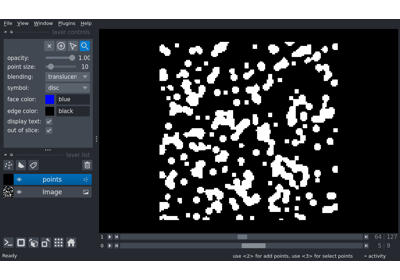 File View Window Plugins Help
layer controls
opacity: 1.00
point size: 10
blending: translucen
symbol: disc
face color: blue
edge color: black
display text:
out of slice:
layer list
points
Image
1 64 127
0 5 9
Ready use <2> for add points, use <3> for select points activity